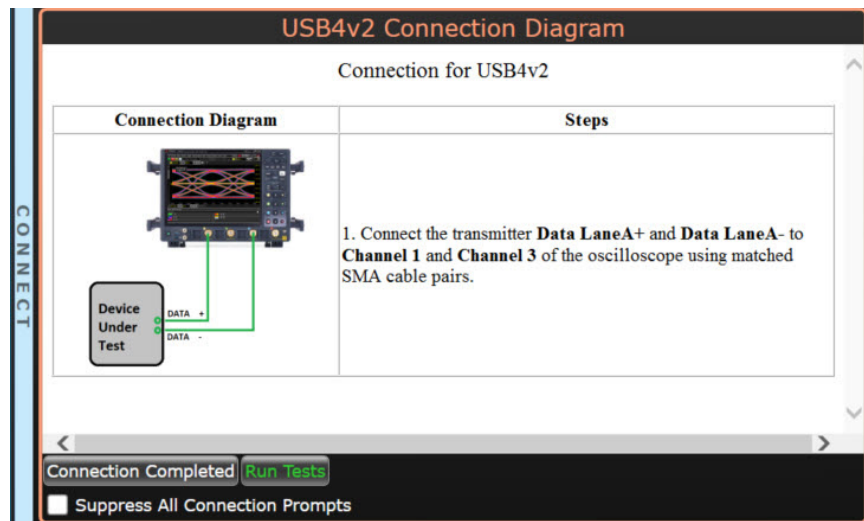 USB4v2 Connection Diagram
Connection for USB4v2
Connection Diagram
Steps
CONNECT
1. Connect the transmitter Data LaneA+ and Data LaneA- to
Channel 1 and Channel 3 of the oscilloscope using matched
SMA cable pairs.
Device
Under
Test
DATA +
DATA -
Connection Completed
Run Tests
Suppress All Connection Prompts